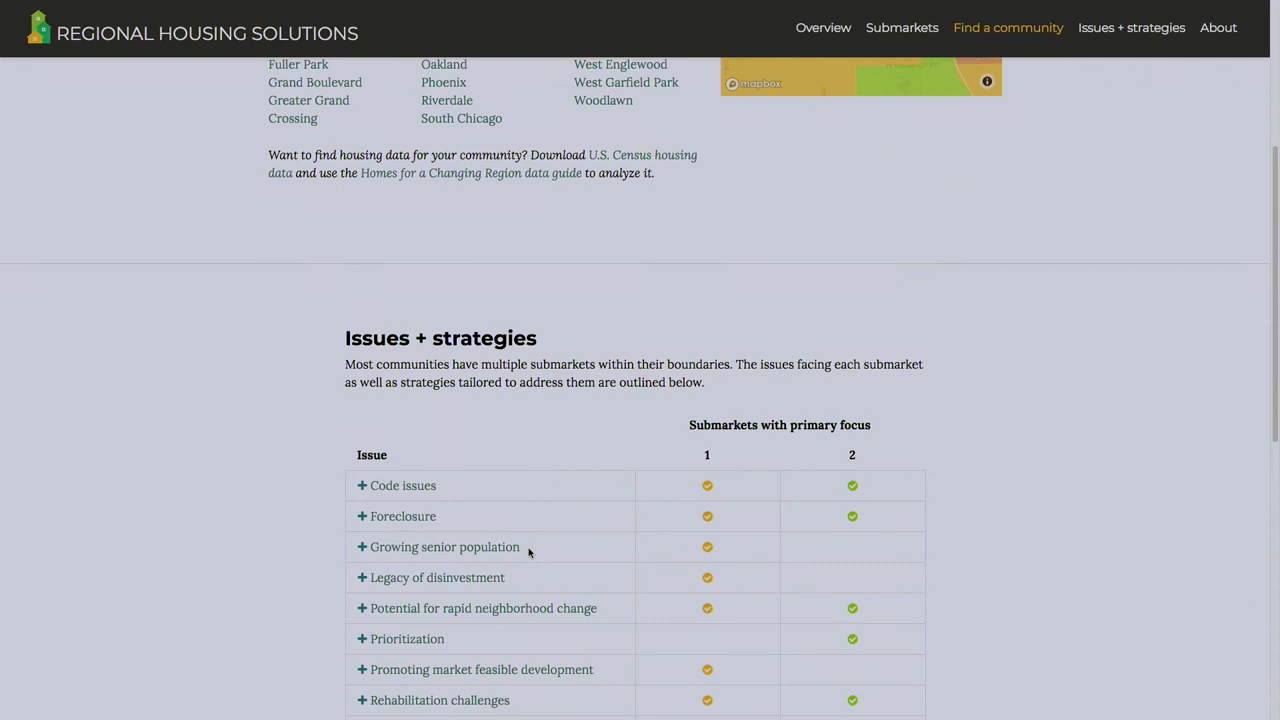 REGIONAL HOUSING SOLUTIONS
Overview Submarkets Find a community Issues + strategies About
Fuller Park Oakland West Englewood
Grand Boulevard Phoenix West Garfield Park
Greater Grand Riverdale Woodlawn
Crossing South Chicago
mapbox
Want to find housing data for your community? Download U.S. Census housing
data and use the Homes for a Changing Region data guide to analyze it.
Issues + strategies
Most communities have multiple submarkets within their boundaries. The issues facing each submarket
as well as strategies tailored to address them are outlined below.
Submarkets with primary focus
Issue 1 2
Code issues
Foreclosure
Growing senior population
Legacy of disinvestment
Potential for rapid neighborhood change
Prioritization
Promoting market feasible development
Rehabilitation challenges